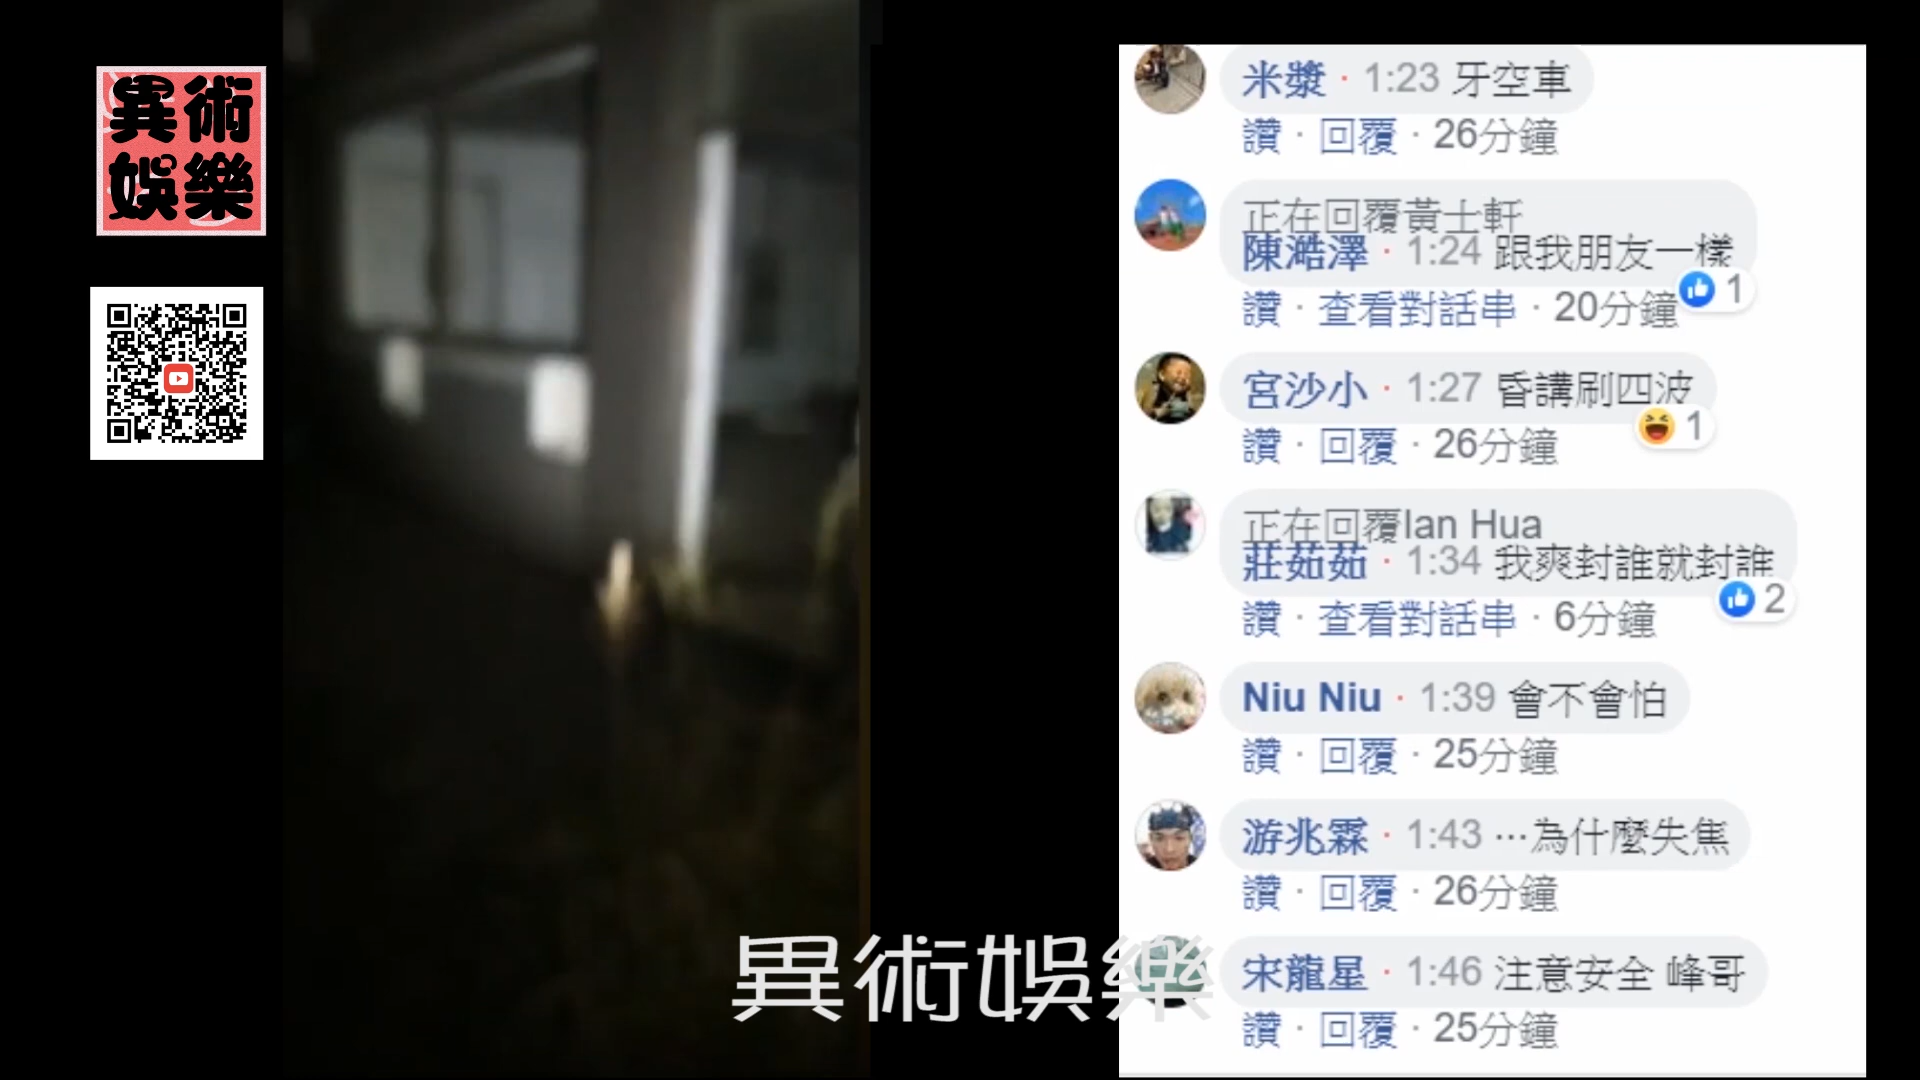 異術
娛樂
米漿 · 1:23 牙空車
讚 · 回覆 · 26分鐘
正在回覆黃士軒
陳澔澤 · 1:24 跟我朋友一樣
1
讚 · 查看對話串 · 20分鐘
宮沙小 · 1:27 昏講刷四波
1
讚 · 回覆 · 26分鐘
正在回覆Ian Hua
莊茹茹 · 1:34 我爽封誰就封誰
2
讚 · 查看對話串 · 6分鐘
Niu Niu · 1:39 會不會怕
讚 · 回覆 · 25分鐘
游兆霖 · 1:43 …為什麼失焦
讚 · 回覆 · 26分鐘
宋龍星 · 1:46 注意安全 峰哥
讚 · 回覆 · 25分鐘
異術娛樂